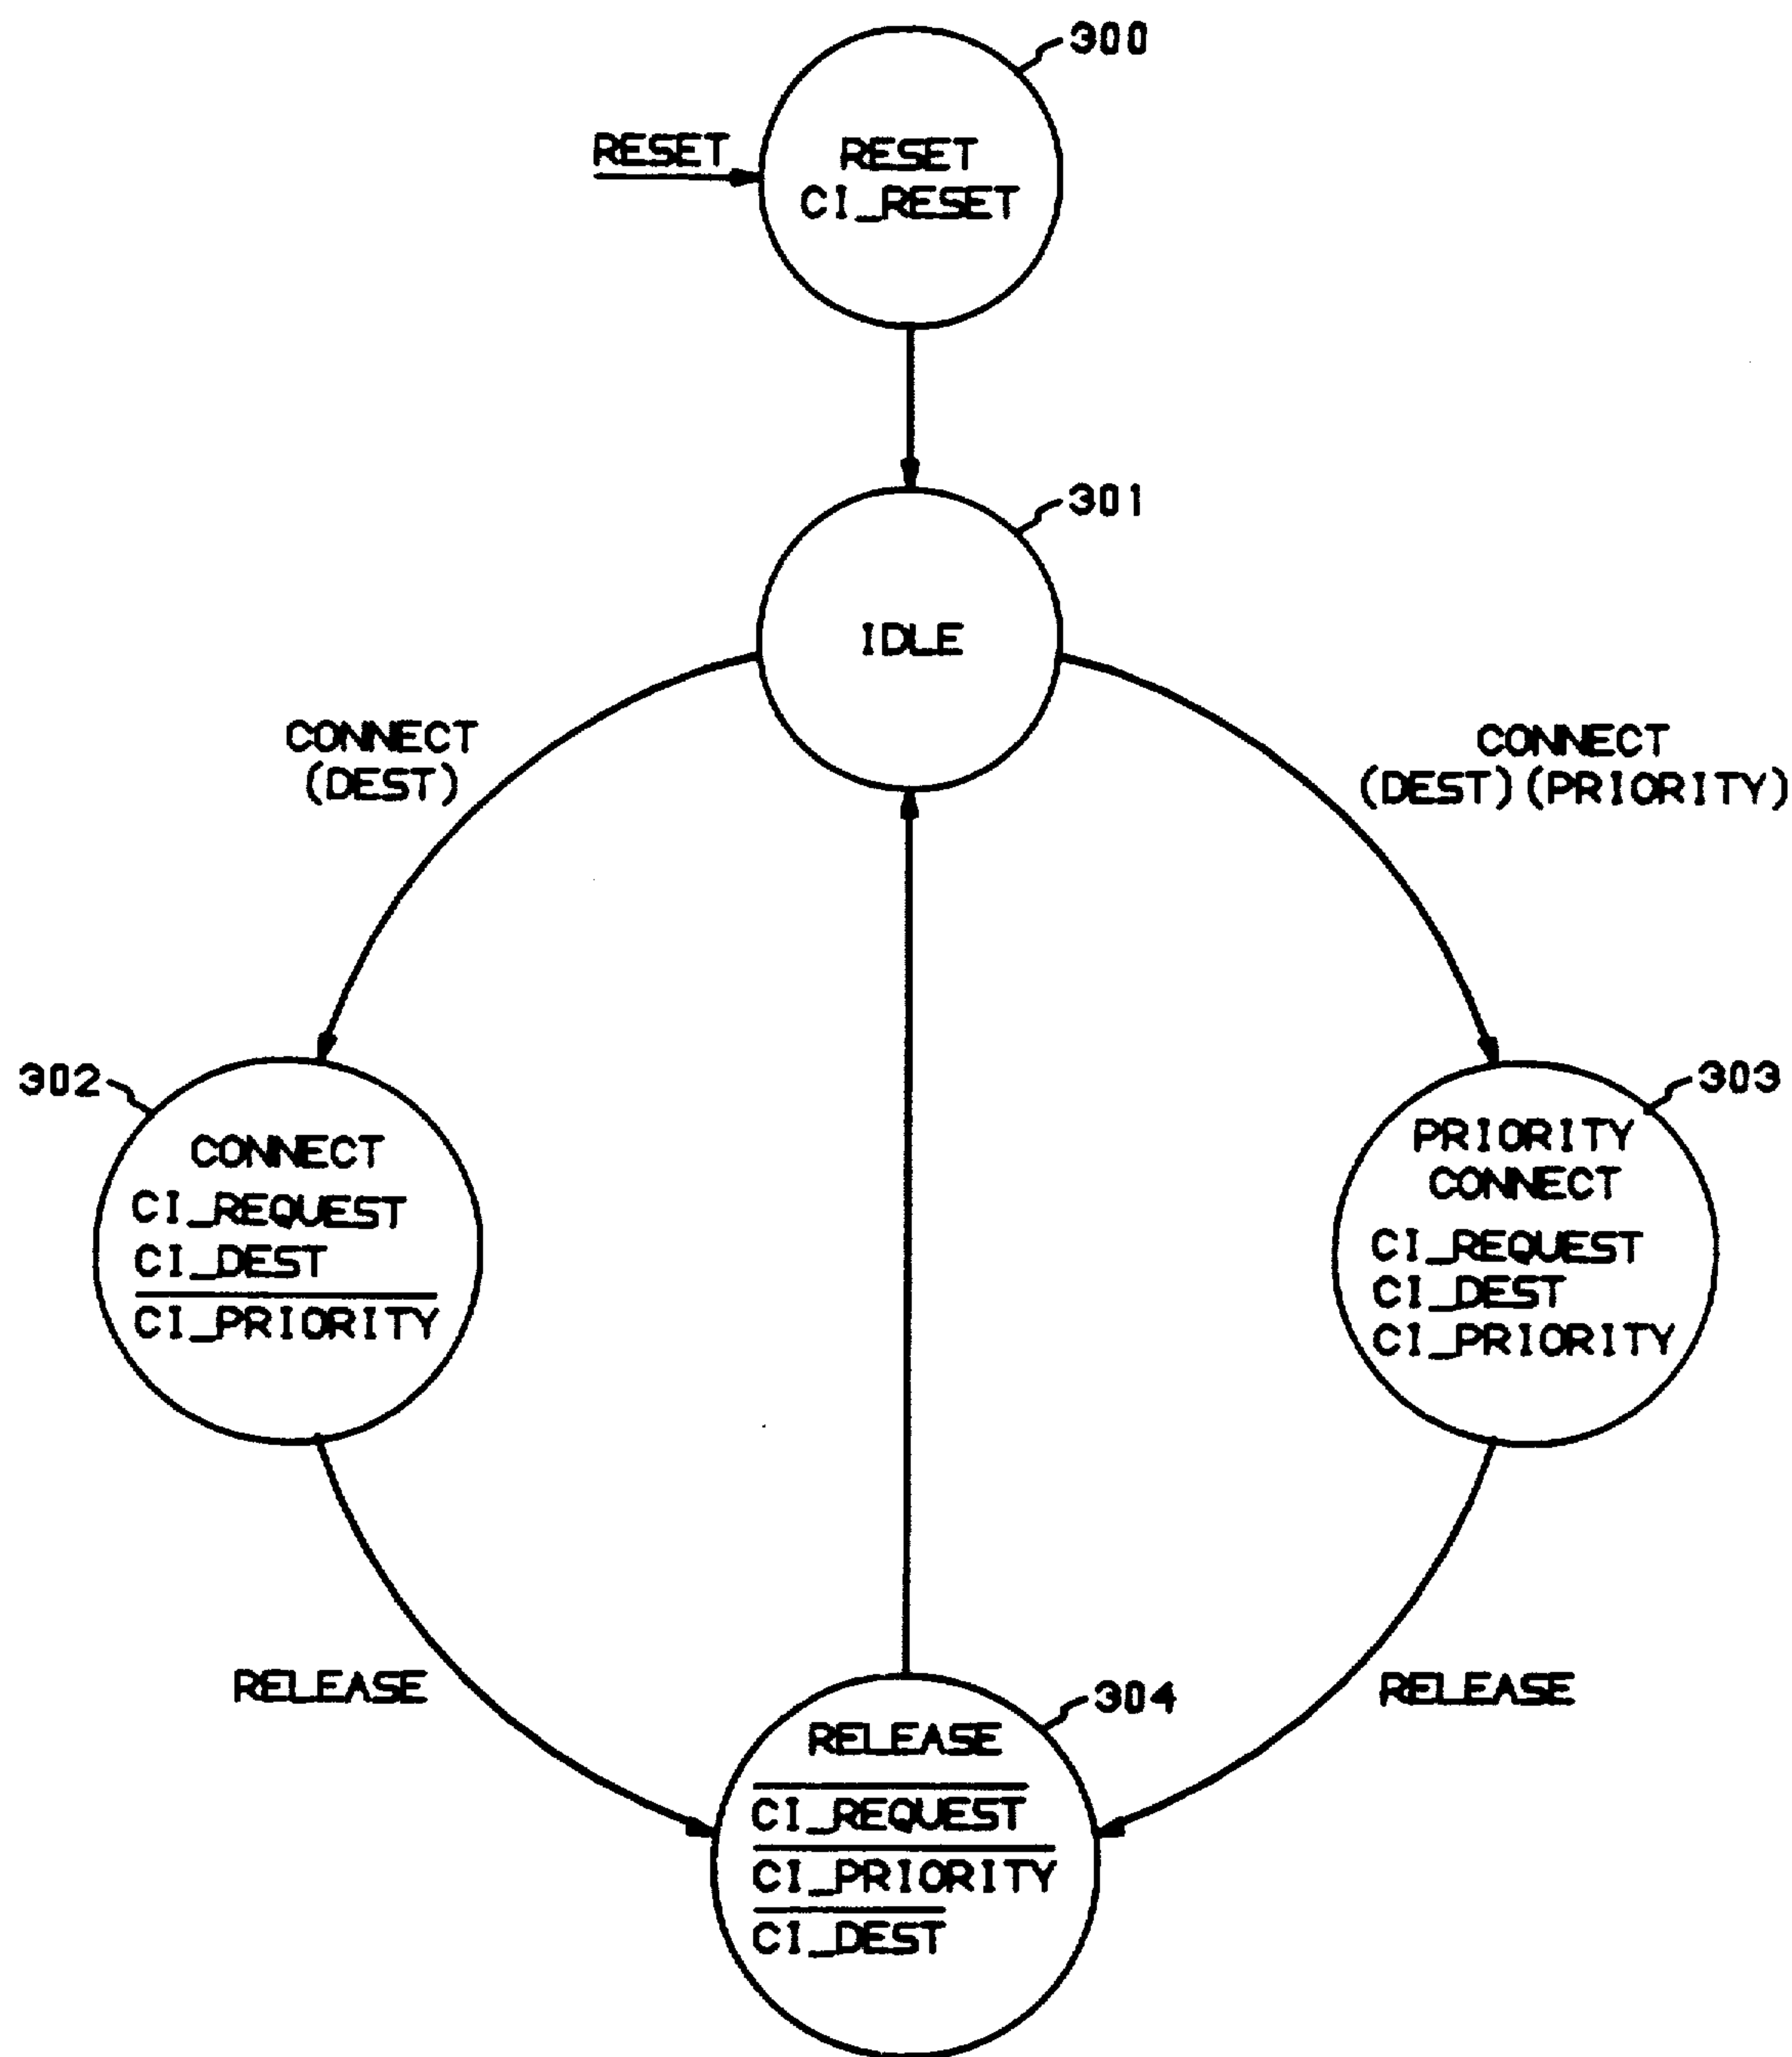 300
RESET
RESET
CI_RESET
301
IDLE
CONNECT
(DEST)
CONNECT
(DEST)(PRIORITY)
302
CONNECT
CI_REQUEST
CI_DEST
CI_PRIORITY
303
PRIORITY
CONNECT
CI_REQUEST
CI_DEST
CI_PRIORITY
RELEASE
RELEASE
304
RELEASE
CI_REQUEST
CI_PRIORITY
CI_DEST